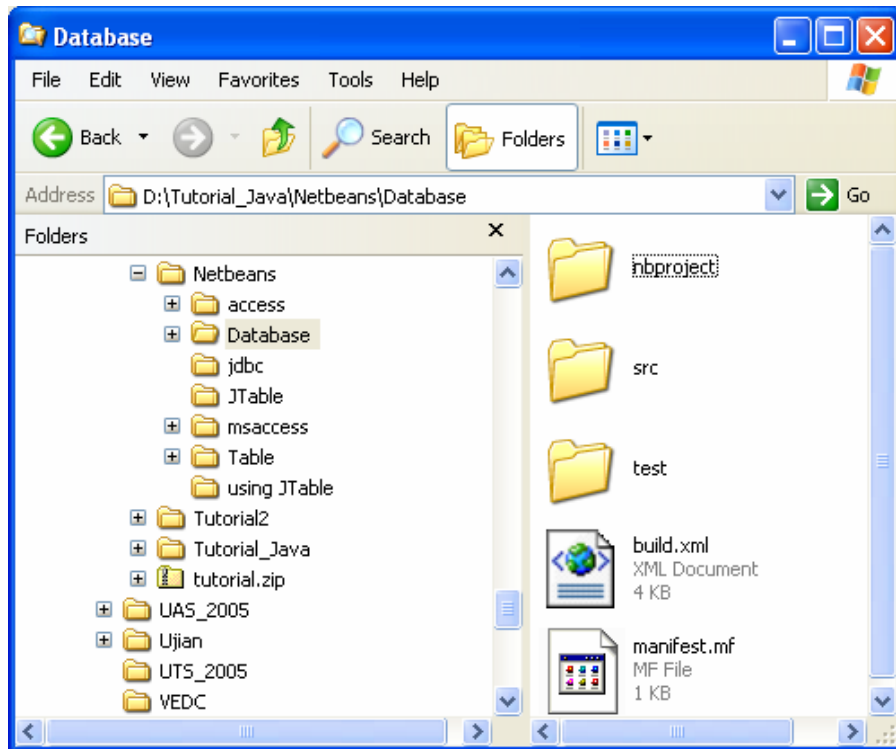 Database
File Edit View Favorites Tools Help
Back Search Folders
Address D:\Tutorial_Java\Netbeans\Database Go
Folders
Netbeans
access
Database
jdbc
JTable
msaccess
Table
using JTable
Tutorial2
Tutorial_Java
tutorial.zip
UAS_2005
Ujian
UTS_2005
VEDC
nbproject
src
test
build.xml
XML Document
4 KB
manifest.mf
MF File
1 KB